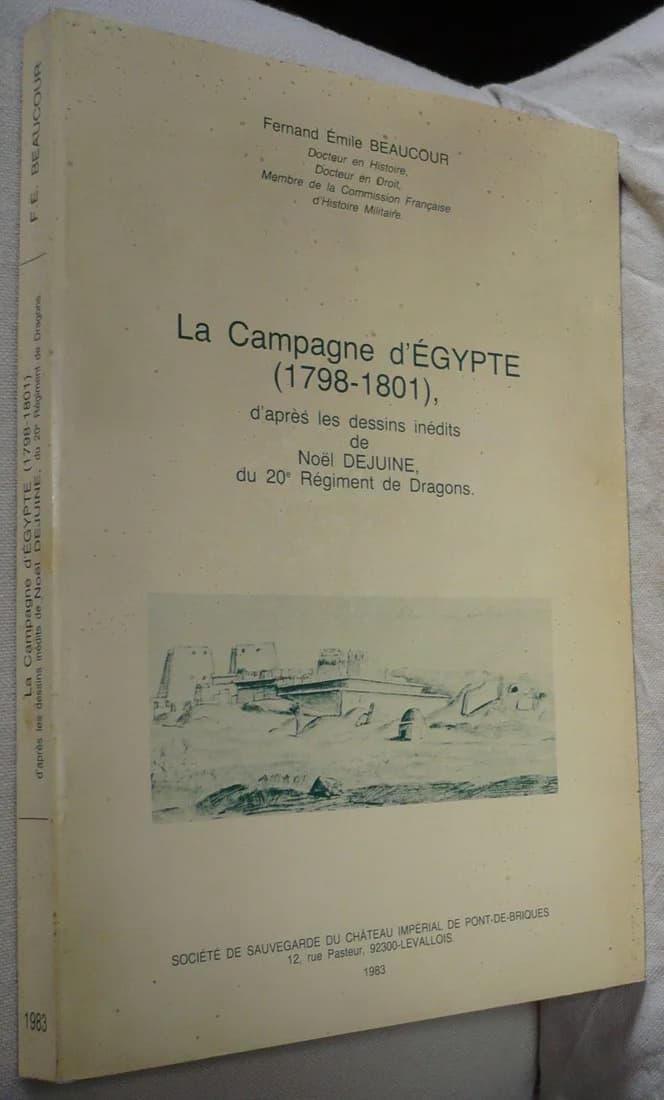 Fernand Émile BEAUCOUR
Docteur en Histoire,
Docteur en Droit,
Membre de la Commission Française
d'Histoire Militaire.
La Campagne d'ÉGYPTE
(1798-1801),
d'après les dessins inédits
de
Noël DEJUINE,
du 20e Régiment de Dragons.
SOCIÉTÉ DE SAUVEGARDE DU CHÂTEAU IMPÉRIAL DE PONT-DE-BRIQUES
12, rue Pasteur, 92300-LEVALLOIS.
1983
F.E. BEAUCOUR
La Campagne d'ÉGYPTE (1798-1801)
d'après les dessins inédits de Noël DEJUINE, du 20e Régiment de Dragons.
1983